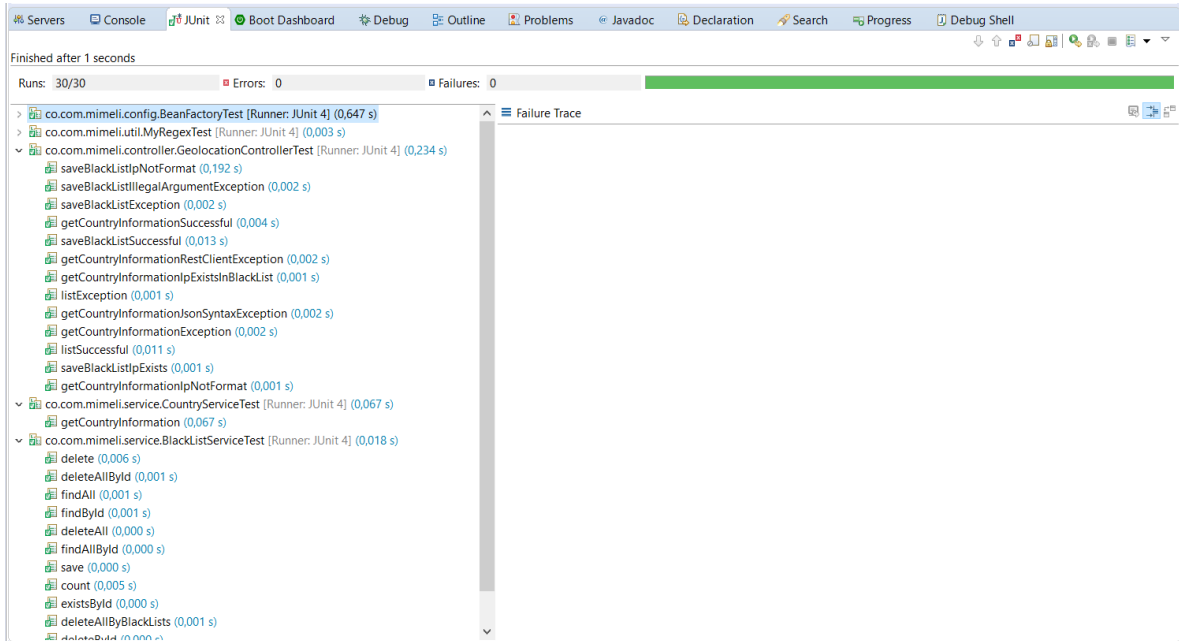 Servers Console JUnit Boot Dashboard Debug Outline Problems Javadoc Declaration Search Progress Debug Shell
Finished after 1 seconds
Runs: 30/30 Errors: 0 Failures: 0
co.com.mimeli.config.BeanFactoryTest [Runner: JUnit 4] (0,647 s)
Failure Trace
co.com.mimeli.util.MyRegexTest [Runner: JUnit 4] (0,003 s)
co.com.mimeli.controller.GeolocationControllerTest [Runner: JUnit 4] (0,234 s)
saveBlackListIpNotFormat (0,192 s)
saveBlackListIllegalArgumentException (0,002 s)
saveBlackListException (0,002 s)
getCountryInformationSuccessful (0,004 s)
saveBlackListSuccessful (0,013 s)
getCountryInformationRestClientException (0,002 s)
getCountryInformationIpExistsInBlackList (0,001 s)
listException (0,001 s)
getCountryInformationJsonSyntaxException (0,002 s)
getCountryInformationException (0,002 s)
listSuccessful (0,011 s)
saveBlackListIpExists (0,001 s)
getCountryInformationIpNotFormat (0,001 s)
co.com.mimeli.service.CountryServiceTest [Runner: JUnit 4] (0,067 s)
getCountryInformation (0,067 s)
co.com.mimeli.service.BlackListServiceTest [Runner: JUnit 4] (0,018 s)
delete (0,006 s)
deleteAllById (0,001 s)
findAll (0,001 s)
findById (0,001 s)
deleteAll (0,000 s)
findAllById (0,000 s)
save (0,000 s)
count (0,005 s)
existsById (0,000 s)
deleteAllByBlackLists (0,001 s)
deleteById (0,000 s)